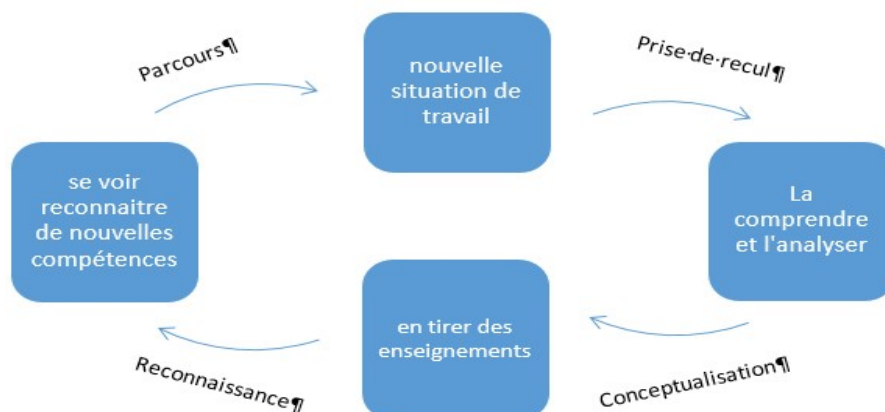 Parcours¶
nouvelle
situation de
travail
Prise·de·recul¶
se voir
reconnaitre
de nouvelles
compétences
La
comprendre
et l'analyser
en tirer des
enseignements
Reconnaissance¶
Conceptualisation¶